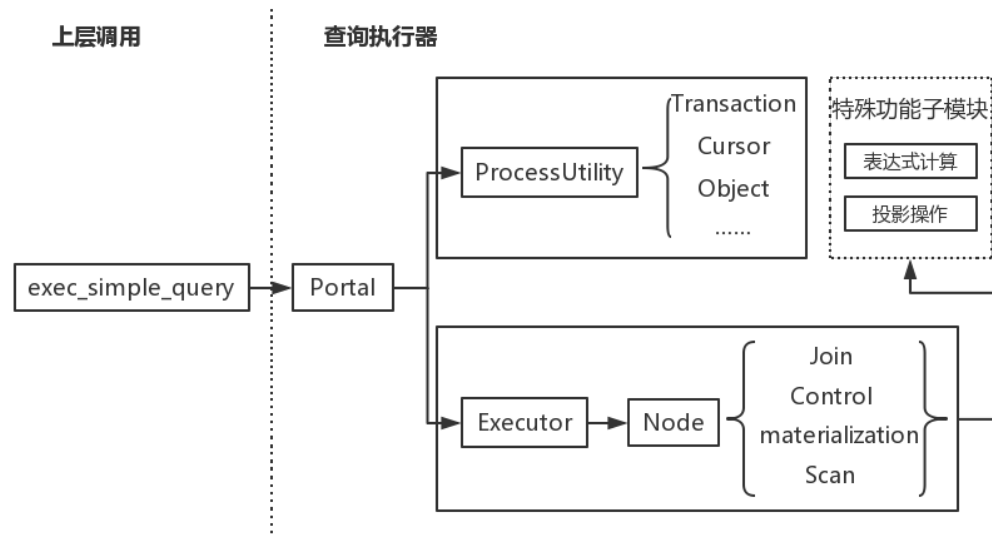 上层调用
查询执行器
Transaction
Cursor
Object
......
ProcessUtility
特殊功能子模块
表达式计算
投影操作
exec_simple_query
Portal
Executor
Node
Join
Control
materialization
Scan